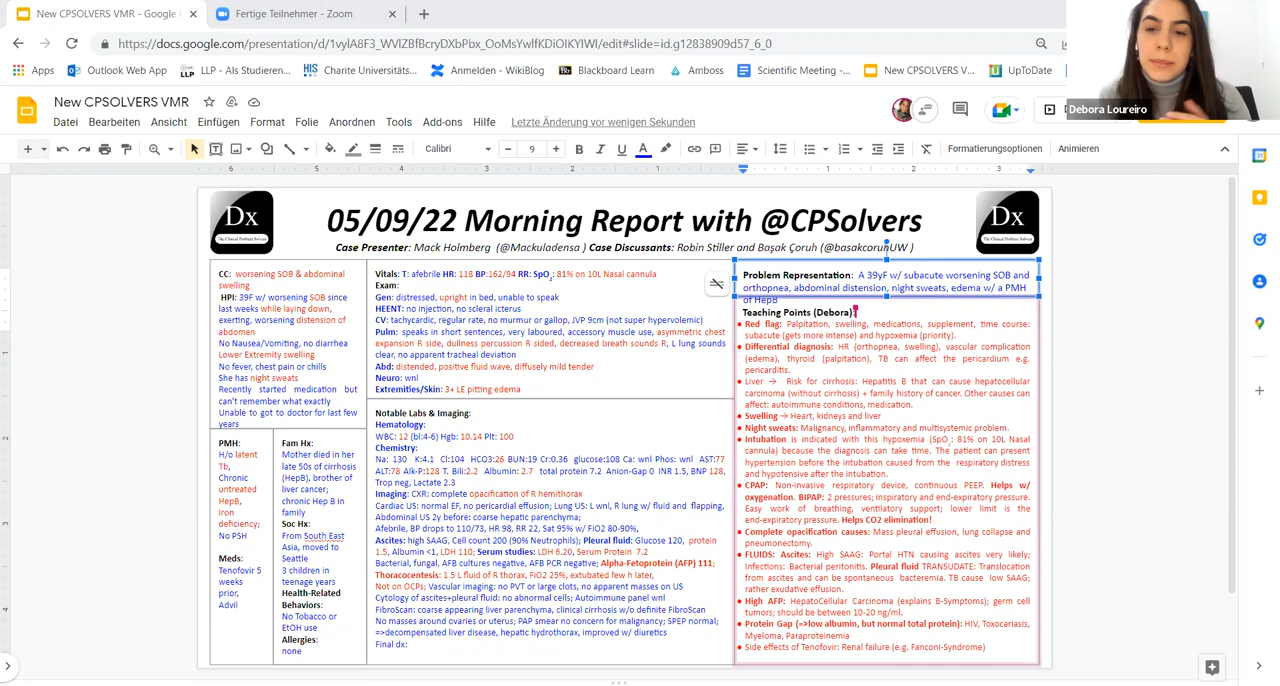 New CPSOLVERS VMR - Google
Fertige Teilnehmer - Zoom
https://docs.google.com/presentation/d/1vylA8F3_WVlZBfBcryDXbPbx_OoMsYwlfKDiOIKYIWI/edit#slide=id.g12838909d57_6_0
Apps
Outlook Web App
LLP - Als Studieren...
HIS Charite Universitäts...
Anmelden - WikiBlog
Bb Blackboard Learn
Amboss
Scientific Meeting -...
New CPSOLVERS V...
UpToDate
Debora Loureiro
New CPSOLVERS VMR
Datei Bearbeiten Ansicht Einfügen Format Folie Anordnen Tools Add-ons Hilfe Letzte Änderung vor wenigen Sekunden
Calibri
9
Formatierungsoptionen
Animieren
6 5 4 3 2 1 1 2 3
Dx
The Clinical Problem Solvers
05/09/22 Morning Report with @CPSolvers
Case Presenter: Mack Holmberg (@Mackuladensa ) Case Discussants: Robin Stiller and Başak Çoruh (@basakcoruhUW )
Dx
The Clinical Problem Solvers
CC: worsening SOB & abdominal
swelling
HPI: 39F w/ worsening SOB since
last weeks while laying down,
exerting, worsening distension of
abdomen
No Nausea/Vomiting, no diarrhea
Lower Extremity swelling
No fever, chest pain or chills
She has night sweats
Recently started medication but
can't remember what exactly
Unable to got to doctor for last few
years
PMH:
H/o latent
Tb,
Chronic
untreated
HepB,
Iron
deficiency;
No PSH
Meds:
Tenofovir 5
weeks
prior,
Advil
Fam Hx:
Mother died in her
late 50s of cirrhosis
(HepB), brother of
liver cancer;
chronic Hep B in
family
Soc Hx:
From South East
Asia, moved to
Seattle
3 children in
teenage years
Health-Related
Behaviors:
No Tobacco or
EtOH use
Allergies:
none
Vitals: T: afebrile HR: 118 BP:162/94 RR: SpO2: 81% on 10L Nasal cannula
Exam:
Gen: distressed, upright in bed, unable to speak
HEENT: no injection, no scleral icterus
CV: tachycardic, regular rate, no murmur or gallop, JVP 9cm (not super hypervolemic)
Pulm: speaks in short sentences, very laboured, accessory muscle use, asymmetric chest
expansion R side, dullness percussion R sided, decreased breath sounds R, L lung sounds
clear, no apparent tracheal deviation
Abd: distended, positive fluid wave, diffusely mild tender
Neuro: wnl
Extremities/Skin: 3+ LE pitting edema
Notable Labs & Imaging:
Hematology:
WBC: 12 (bl:4-6) Hgb: 10.14 Plt: 100
Chemistry:
Na: 130 K:4.1 Cl:104 HCO3:26 BUN:19 Cr:0.36 glucose:108 Ca: wnl Phos: wnl AST:77
ALT:78 Alk-P:128 T. Bili:2.2 Albumin: 2.7 total protein 7.2 Anion-Gap 0 INR 1.5, BNP 128,
Trop neg, Lactate 2.3
Imaging: CXR: complete opacification of R hemithorax
Cardiac US: normal EF, no pericardial effusion; Lung US: L wnl, R lung w/ fluid and flapping,
Abdominal US 2y before: coarse hepatic parenchyma;
Afebrile, BP drops to 110/73, HR 98, RR 22, Sat 95% w/ FiO2 80-90%,
Ascites: high SAAG, Cell count 200 (90% Neutrophils); Pleural fluid: Glucose 120, protein
1.5, Albumin <1, LDH 110; Serum studies: LDH 6.20, Serum Protein 7.2
Bacterial, fungal, AFB cultures negative, AFB PCR negative; Alpha-Fetoprotein (AFP) 111;
Thoracocentesis: 1.5 L fluid of R thorax, FiO2 25%, extubated few h later,
Not on OCPs; Vascular Imaging: no PVT or large clots, no apparent masses on US
Cytology of ascites+pleural fluid: no abnormal cells; Autoimmune panel wnl
FibroScan: coarse appearing liver parenchyma, clinical cirrhosis w/o definite FibroScan
No masses around ovaries or uterus; PAP smear no concern for malignancy; SPEP normal;
=>decompensated liver disease, hepatic hydrothorax, improved w/ diuretics
Final dx:
Problem Representation: A 39yF w/ subacute worsening SOB and
orthopnea, abdominal distension, night sweats, edema w/ a PMH
of HepB
Teaching Points (Debora):
● Red flag: Palpitation, swelling, medications, supplement, time course:
subacute (gets more intense) and hypoxemia (priority).
● Differential diagnosis: HR (orthopnea, swelling), vascular complication
(edema), thyroid (palpitation), TB can affect the pericardium e.g.
pericarditis.
● Liver → Risk for cirrhosis: Hepatitis B that can cause hepatocellular
carcinoma (without cirrhosis) + family history of cancer. Other causes can
affect: autoimmune conditions, medication.
● Swelling → Heart, kidneys and liver
● Night sweats: Malignancy, inflammatory and multisystemic problem.
● Intubation is indicated with this hypoxemia (SpO2: 81% on 10L Nasal
cannula) because the diagnosis can take time. The patient can present
hypertension before the intubation caused from the respiratory distress
and hypotensive after the intubation.
● CPAP: Non-invasive respiratory device, continuous PEEP. Helps w/
oxygenation. BIPAP: 2 pressures; inspiratory and end-expiratory pressure.
Easy work of breathing, ventilatory support; lower limit is the
end-expiratory pressure. Helps CO2 elimination!
● Complete opacification causes: Mass pleural effusion, lung collapse and
pneumonectomy.
● FLUIDS: Ascites: High SAAG: Portal HTN causing ascites very likely;
Infections: Bacterial peritonitis. Pleural fluid TRANSUDATE: Translocation
from ascites and can be spontaneous bacteremia. TB cause low SAAG;
rather exudative effusion.
● High AFP: HepatoCellular Carcinoma (explains B-Symptoms); germ cell
tumors; should be between 10-20 ng/ml.
● Protein Gap (=>low albumin, but normal total protein): HIV, Toxocariasis,
Myeloma, Paraproteinemia
● Side effects of Tenofovir: Renal failure (e.g. Fanconi-Syndrome)